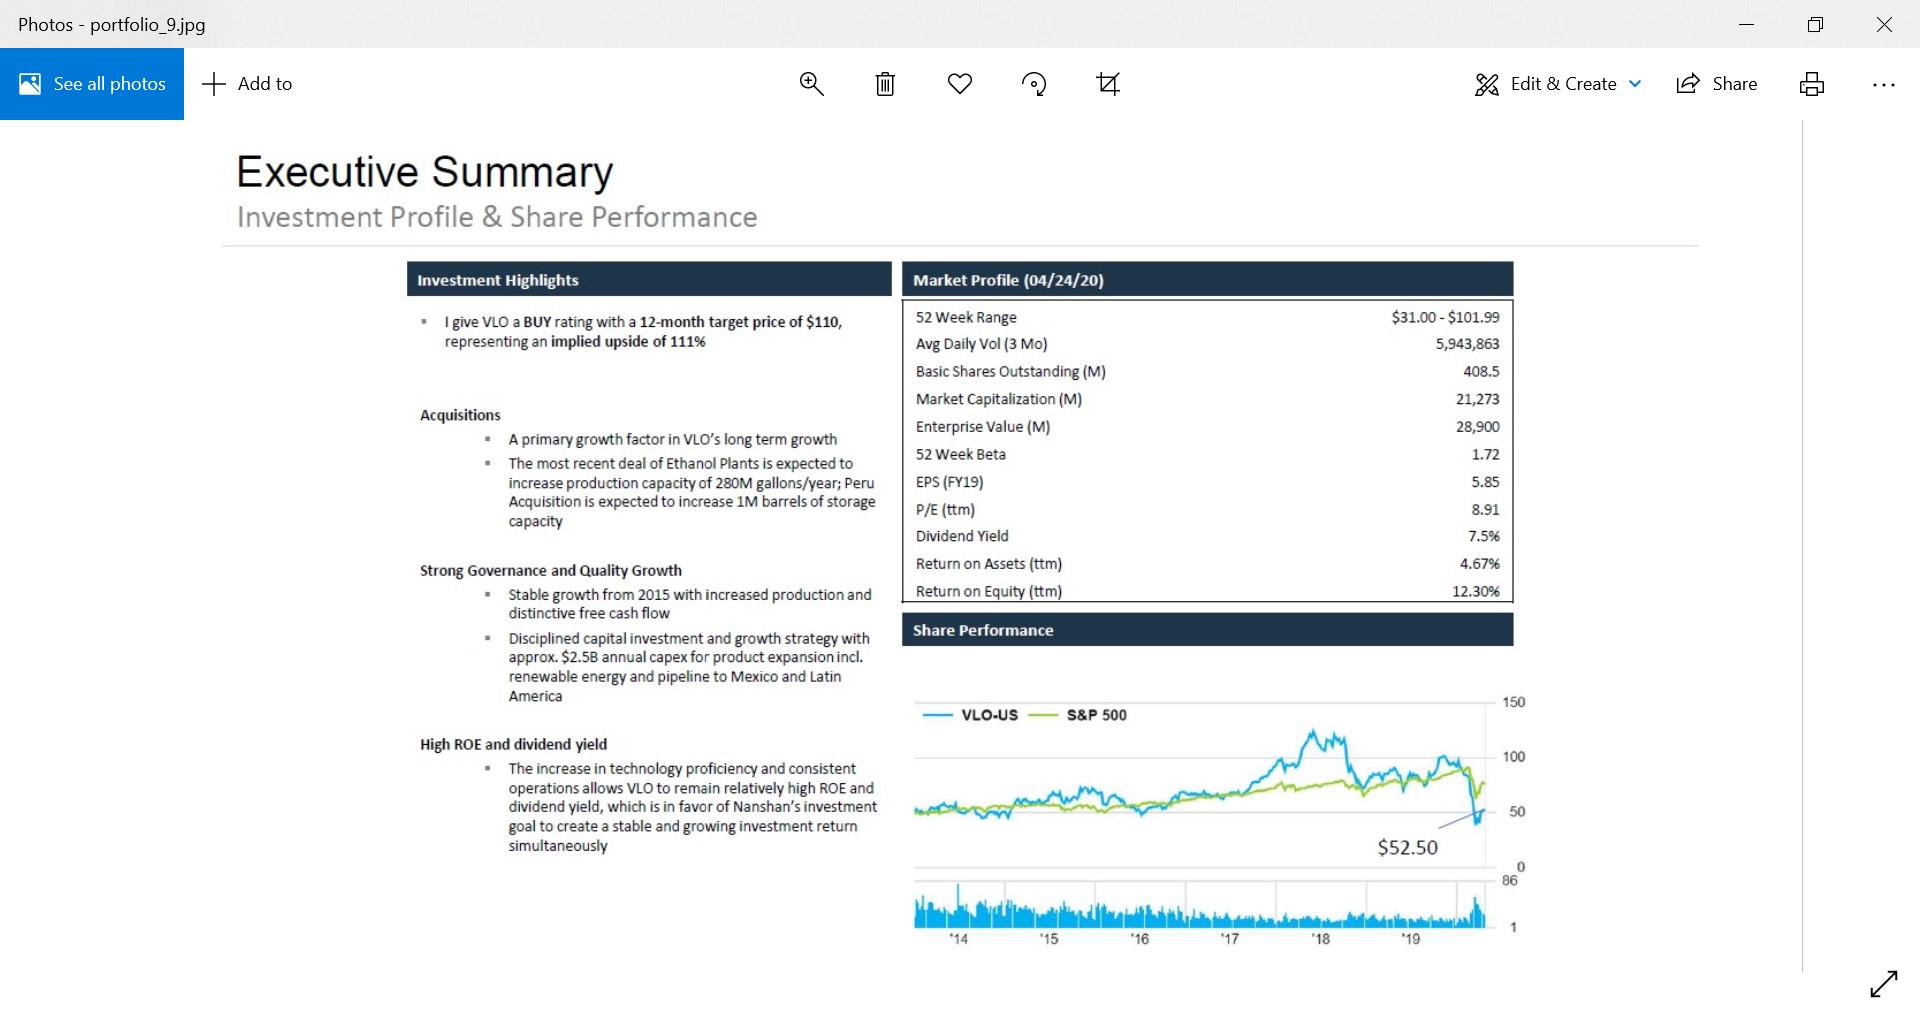 Photos - portfolio_9.jpg
See all photos
Add to
Edit & Create
Share
Executive Summary
Investment Profile & Share Performance
Investment Highlights
▪ I give VLO a BUY rating with a 12-month target price of $110,
representing an implied upside of 111%
Acquisitions
▪ A primary growth factor in VLO's long term growth
▪ The most recent deal of Ethanol Plants is expected to
increase production capacity of 280M gallons/year; Peru
Acquisition is expected to increase 1M barrels of storage
capacity
Strong Governance and Quality Growth
▪ Stable growth from 2015 with increased production and
distinctive free cash flow
▪ Disciplined capital investment and growth strategy with
approx. $2.5B annual capex for product expansion incl.
renewable energy and pipeline to Mexico and Latin
America
High ROE and dividend yield
▪ The increase in technology proficiency and consistent
operations allows VLO to remain relatively high ROE and
dividend yield, which is in favor of Nanshan's investment
goal to create a stable and growing investment return
simultaneously
Market Profile (04/24/20)
52 Week Range $31.00 - $101.99
Avg Daily Vol (3 Mo) 5,943,863
Basic Shares Outstanding (M) 408.5
Market Capitalization (M) 21,273
Enterprise Value (M) 28,900
52 Week Beta 1.72
EPS (FY19) 5.85
P/E (ttm) 8.91
Dividend Yield 7.5%
Return on Assets (ttm) 4.67%
Return on Equity (ttm) 12.30%
Share Performance
VLO-US S&P 500
150
100
50
$52.50
0
86
1
'14 '15 '16 '17 '18 '19